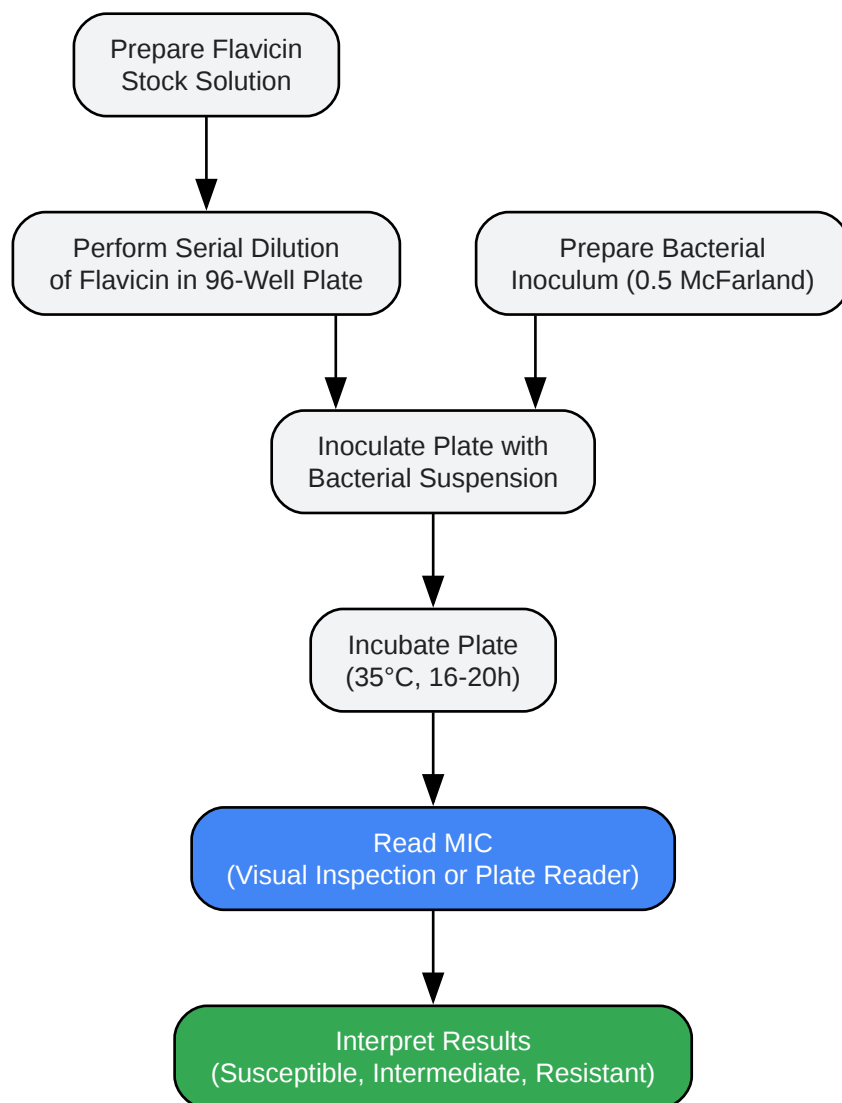 Prepare Flavicin
Stock Solution
Perform Serial Dilution
of Flavicin in 96-Well Plate
Prepare Bacterial
Inoculum (0.5 McFarland)
Inoculate Plate with
Bacterial Suspension
Incubate Plate
(35°C, 16-20h)
Read MIC
(Visual Inspection or Plate Reader)
Interpret Results
(Susceptible, Intermediate, Resistant)